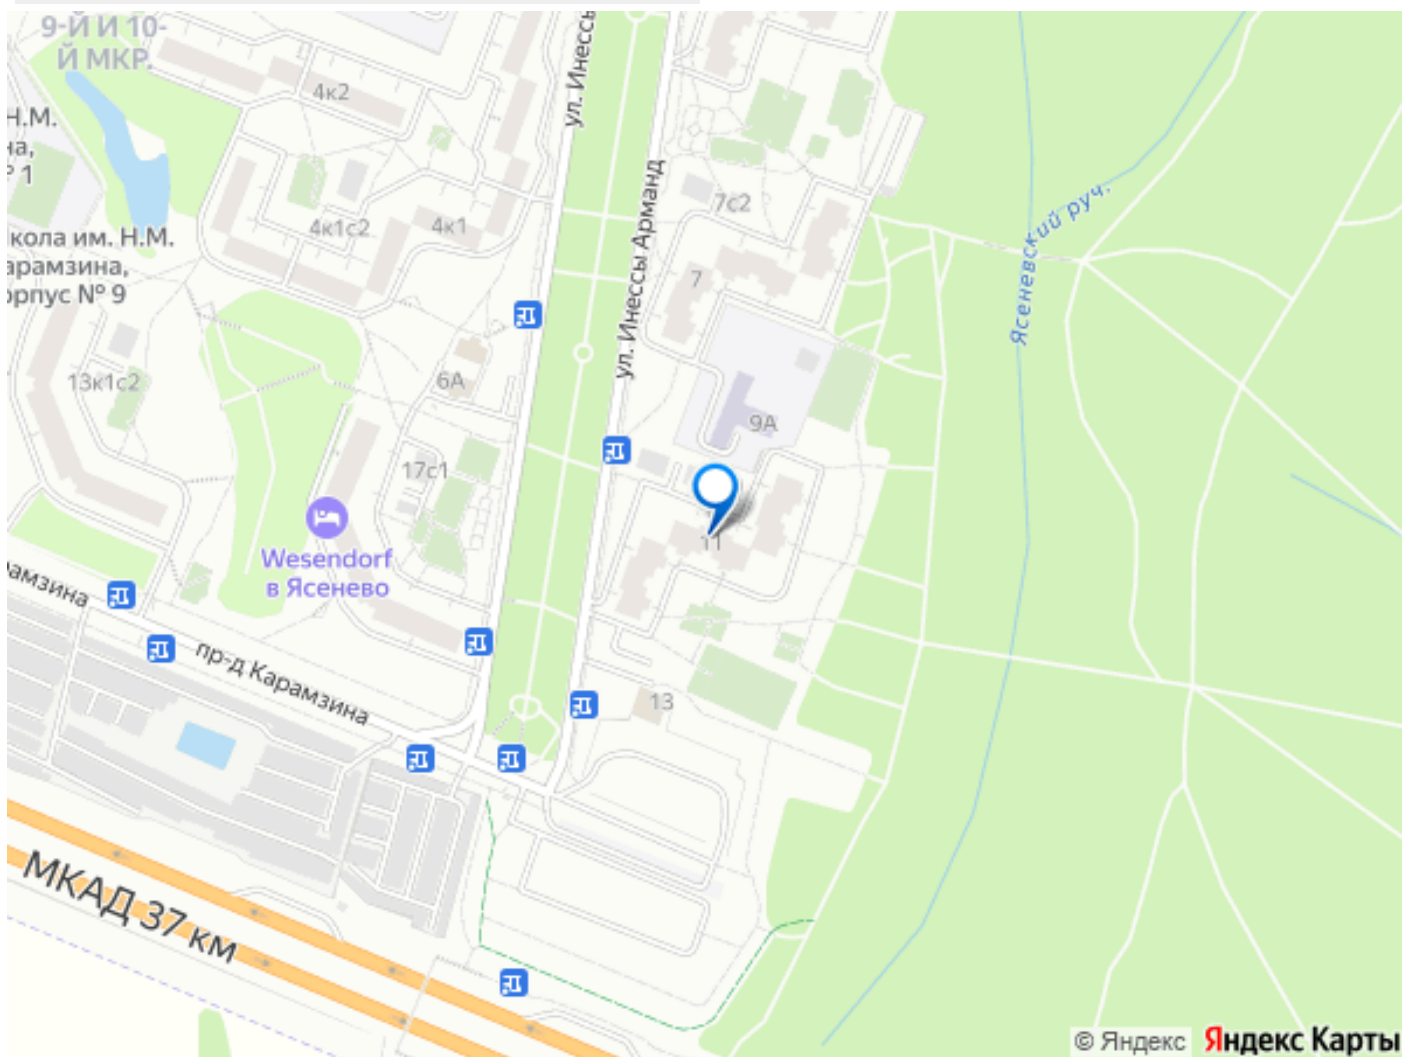 9-Й И 10-
Й МКР.
4к2
ул. Инессы
Н.М.
на,
№ 1
7с2
4к1с2
4к1
ул. Инессы Арманд
Ясеневский руч.
кола им. Н.М.
арамзина,
орпус № 9
7
13к1с2
6А
9А
17с1
11
Wesendorf
в Ясенево
рамзина
пр-д Карамзина
13
МКАД 37 км
© Яндекс Яндекс Карты